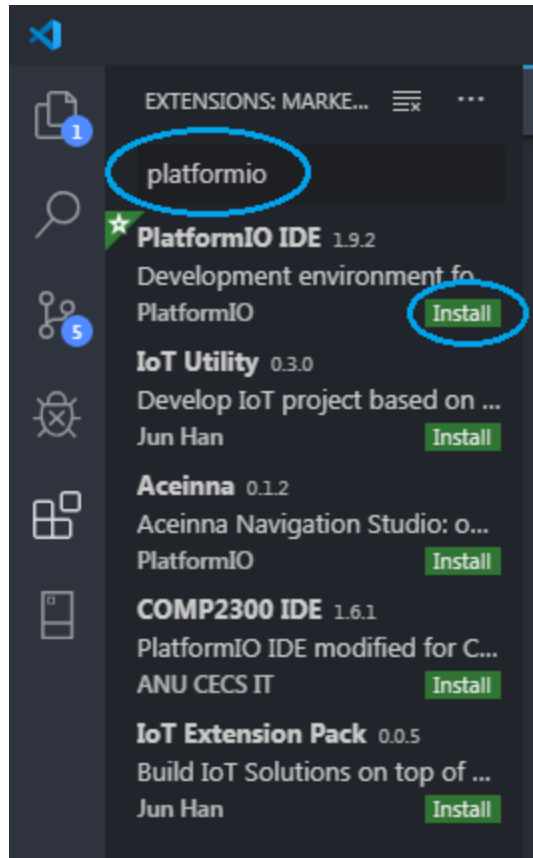 EXTENSIONS: MARKE...
1
platformio
PlatformIO IDE 1.9.2
Development environment fo...
PlatformIO Install
5
IoT Utility 0.3.0
Develop IoT project based on ...
Jun Han Install
Aceinna 0.1.2
Aceinna Navigation Studio: o...
PlatformIO Install
COMP2300 IDE 1.6.1
PlatformIO IDE modified for C...
ANU CECS IT Install
IoT Extension Pack 0.0.5
Build IoT Solutions on top of ...
Jun Han Install